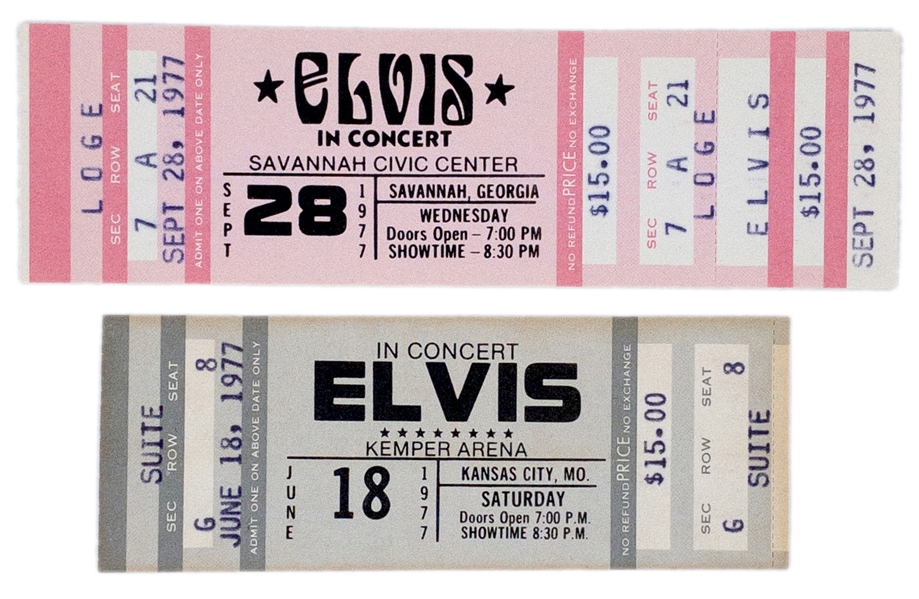 LOGE
SEC ROW SEAT
7 A 21
SEPT 28, 1977
ADMIT ONE ON ABOVE DATE ONLY
★ELVIS★
IN CONCERT
SAVANNAH CIVIC CENTER
SEPT
28
1977
SAVANNAH, GEORGIA
WEDNESDAY
Doors Open – 7:00 PM
SHOWTIME – 8:30 PM
NO REFUND PRICE NO EXCHANGE
$15.00
SEC ROW SEAT
7 A 21
LOGE
ELVIS
$15.00
SEPT 28, 1977
SUITE
SEC ROW SEAT
G 8
JUNE 18, 1977
ADMIT ONE ON ABOVE DATE ONLY
IN CONCERT
ELVIS
★★★★★★★★
KEMPER ARENA
JUNE
18
1977
KANSAS CITY, MO.
SATURDAY
Doors Open 7:00 P.M.
SHOWTIME 8:30 P.M.
NO REFUND PRICE NO EXCHANGE
$15.00
SEC ROW SEAT
G 8
SUITE